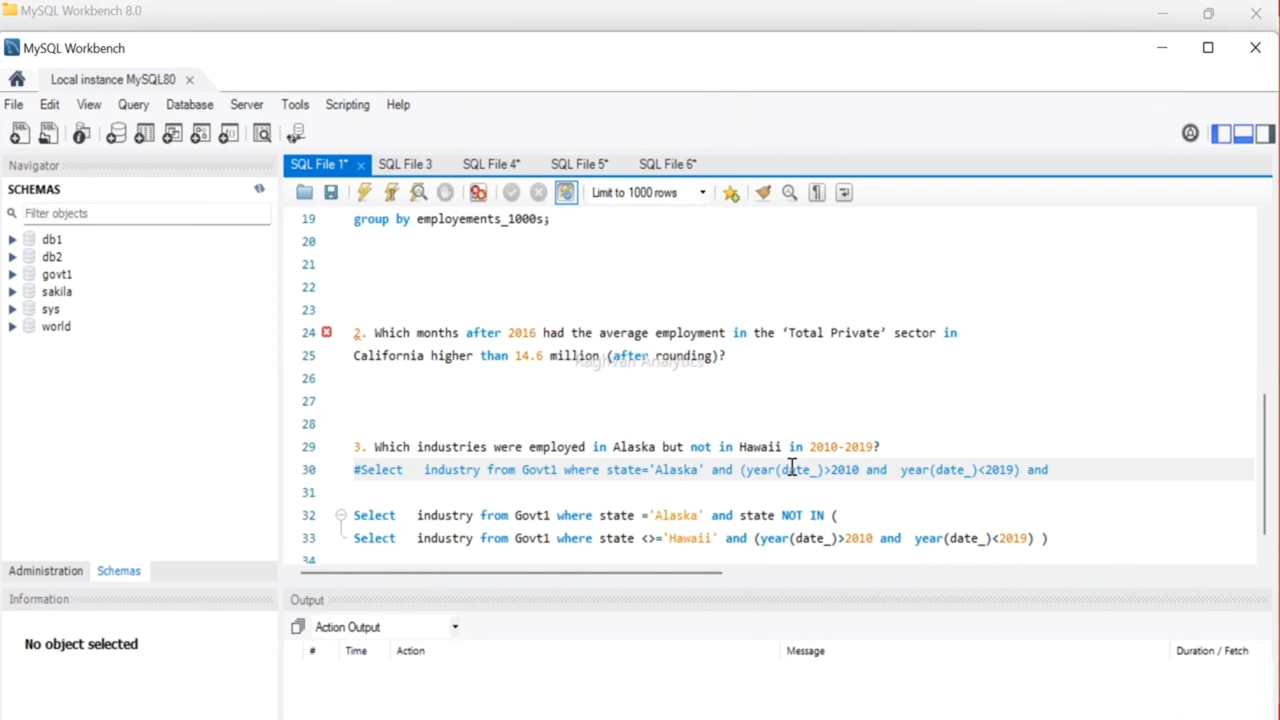 MySQL Workbench 8.0
MySQL Workbench
Local instance MySQL80
File Edit View Query Database Server Tools Scripting Help
Navigator
SQL File 1* SQL File 3 SQL File 4* SQL File 5* SQL File 6*
SCHEMAS
Limit to 1000 rows
Filter objects
db1
db2
govt1
sakila
sys
world
19 group by employements_1000s;
20
21
22
23
24 2. Which months after 2016 had the average employment in the ‘Total Private’ sector in
25 California higher than 14.6 million (after rounding)?
Raghvan Analytics
26
27
28
29 3. Which industries were employed in Alaska but not in Hawaii in 2010-2019?
30 #Select industry from Govt1 where state='Alaska' and (year(date_)>2010 and year(date_)<2019) and
31
32 Select industry from Govt1 where state ='Alaska' and state NOT IN (
33 Select industry from Govt1 where state <>='Hawaii' and (year(date_)>2010 and year(date_)<2019) )
34
Administration Schemas
Information
No object selected
Output
Action Output
# Time Action Message Duration / Fetch